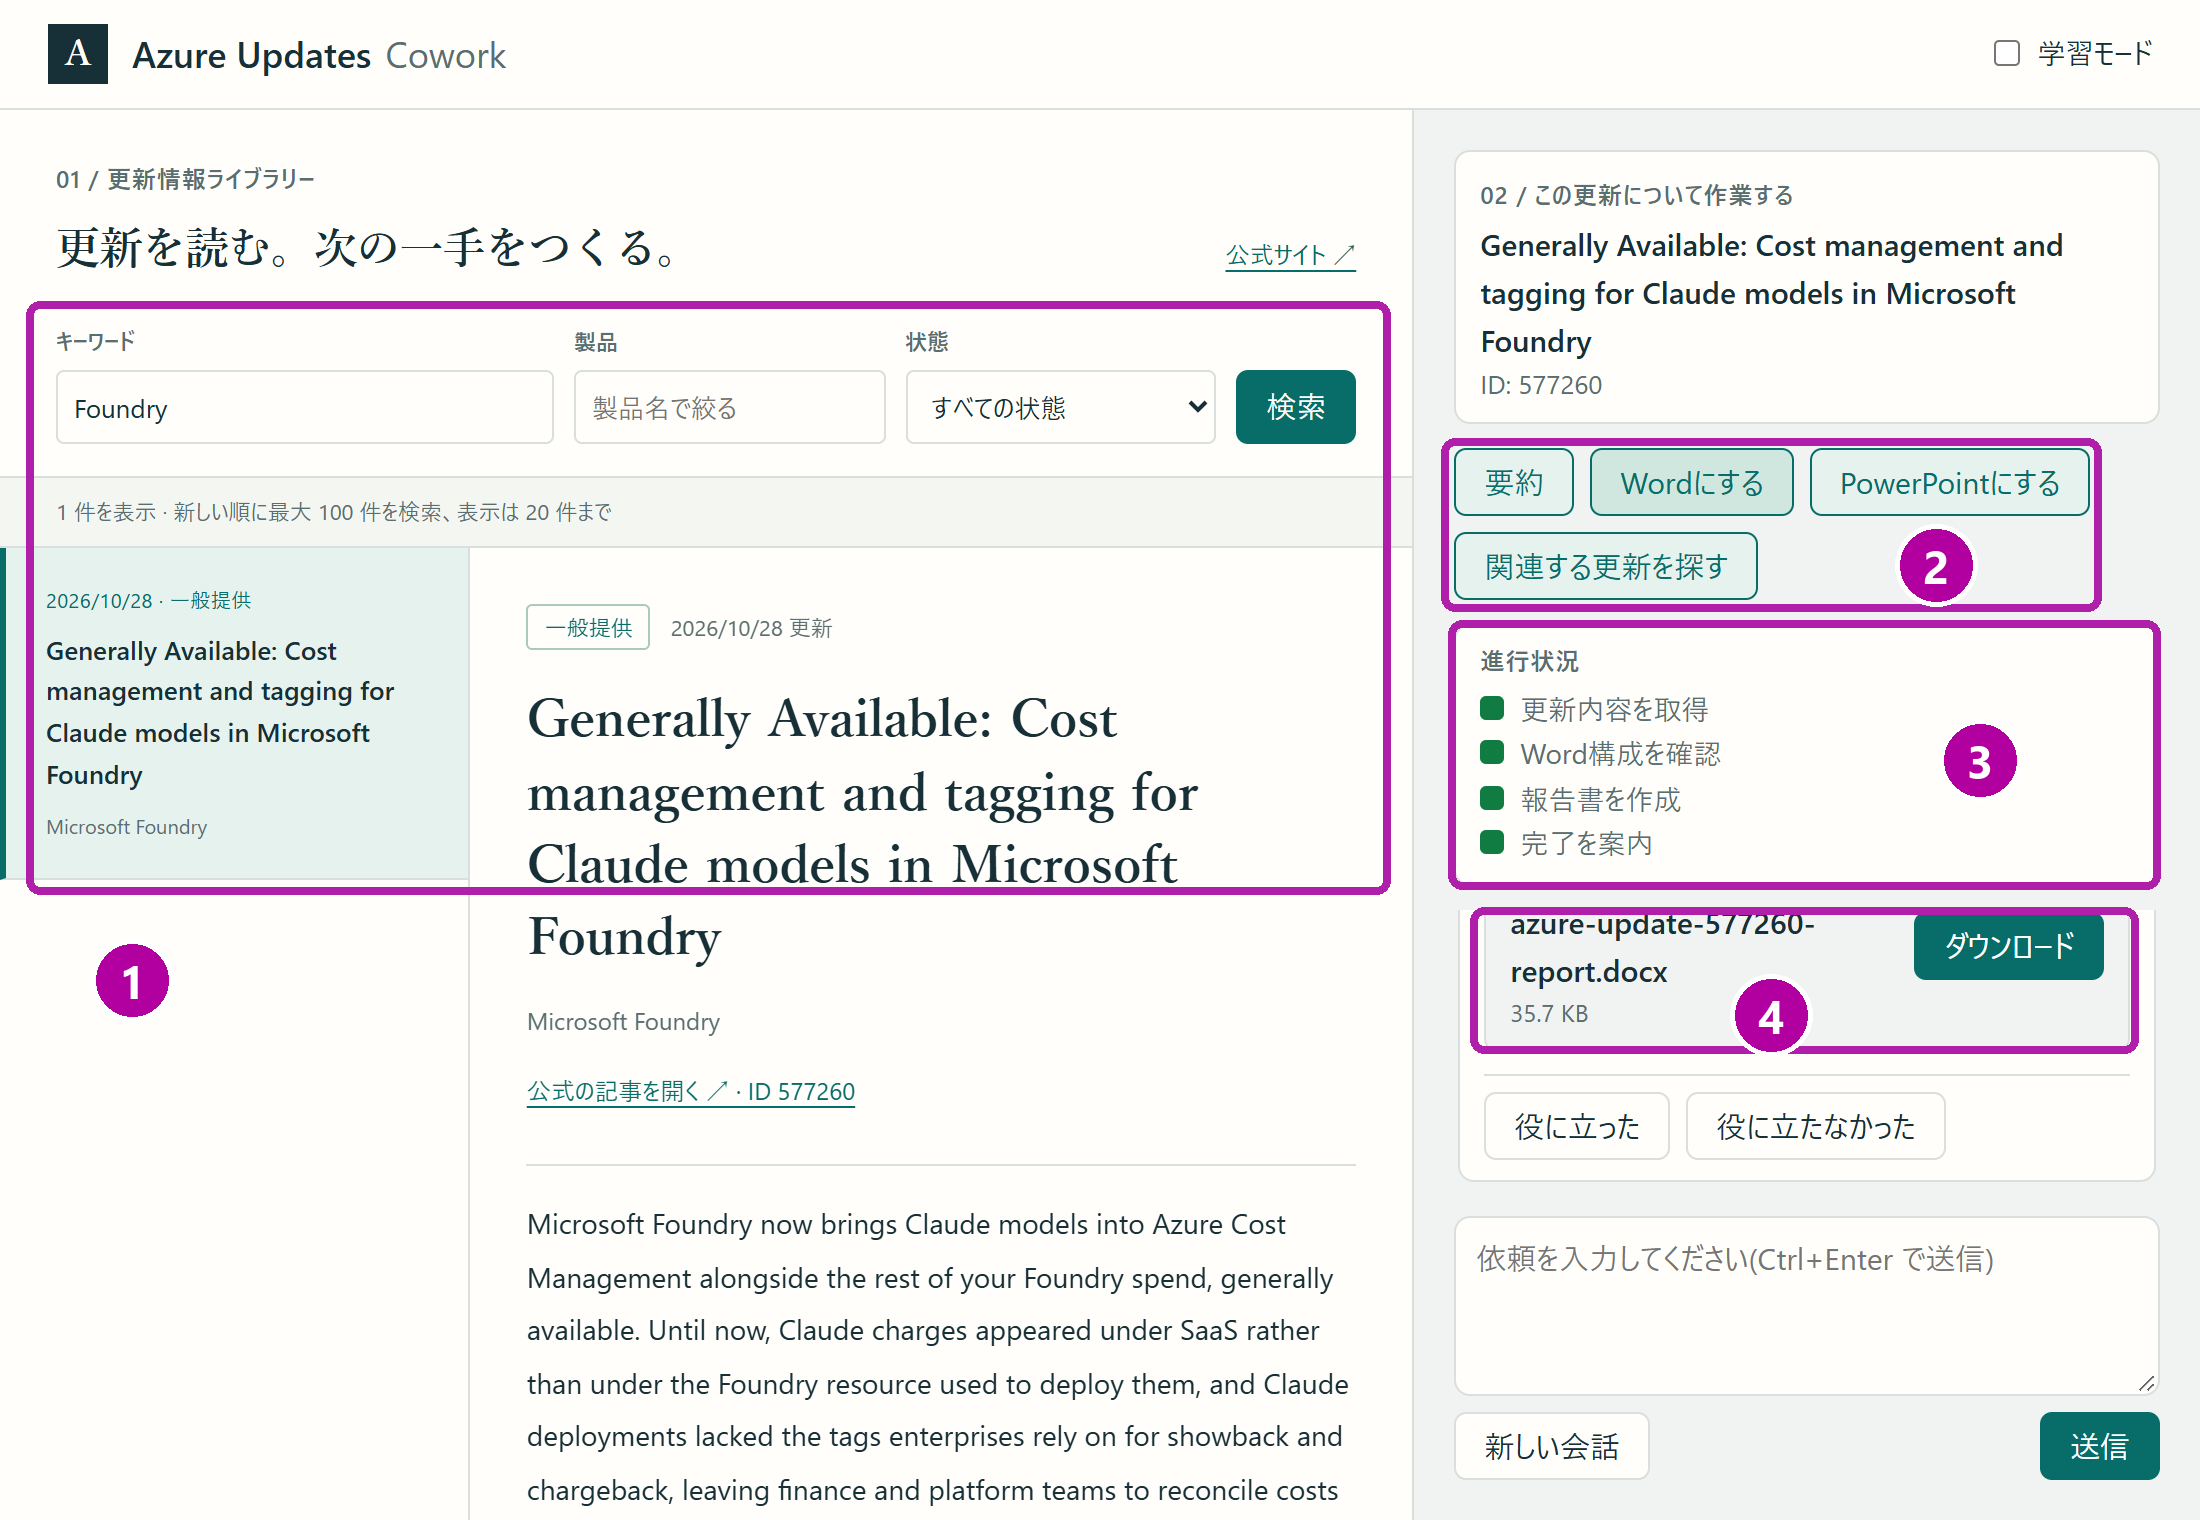 A Azure Updates Cowork
学習モード
01 / 更新情報ライブラリー
更新を読む。次の一手をつくる。
公式サイト ↗
キーワード
製品
状態
Foundry
製品名で絞る
すべての状態
検索
1 件を表示 · 新しい順に最大 100 件を検索、表示は 20 件まで
2026/10/28 · 一般提供
Generally Available: Cost
management and tagging for
Claude models in Microsoft
Foundry
Microsoft Foundry
1
一般提供
2026/10/28 更新
Generally Available: Cost
management and tagging for
Claude models in Microsoft
Foundry
Microsoft Foundry
公式の記事を開く ↗ · ID 577260
Microsoft Foundry now brings Claude models into Azure Cost
Management alongside the rest of your Foundry spend, generally
available. Until now, Claude charges appeared under SaaS rather
than under the Foundry resource used to deploy them, and Claude
deployments lacked the tags enterprises rely on for showback and
chargeback, leaving finance and platform teams to reconcile costs
02 / この更新について作業する
Generally Available: Cost management and
tagging for Claude models in Microsoft
Foundry
ID: 577260
要約
Wordにする
PowerPointにする
関連する更新を探す
2
進行状況
更新内容を取得
Word構成を確認
報告書を作成
完了を案内
3
azure-update-577260-
report.docx
35.7 KB
ダウンロード
4
役に立った
役に立たなかった
依頼を入力してください(Ctrl+Enter で送信)
新しい会話
送信